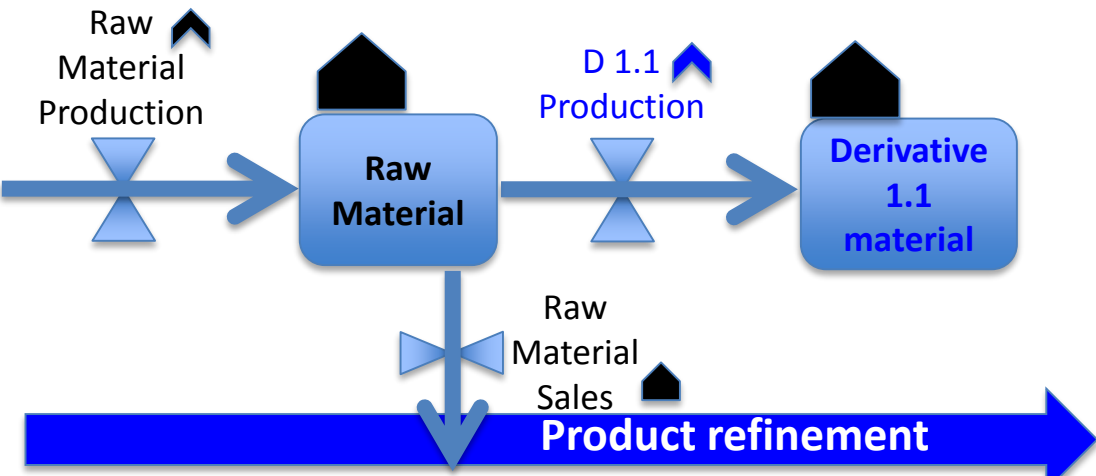 Raw
Material
Production
Raw
Material
D 1.1
Production
Derivative
1.1
material
Raw
Material
Sales
Product refinement